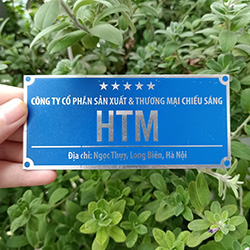 ★★★★★
CÔNG TY CỔ PHẦN SẢN XUẤT & THƯƠNG MẠI CHIẾU SÁNG
HTM
Địa chỉ: Ngọc Thụy, Long Biên, Hà Nội